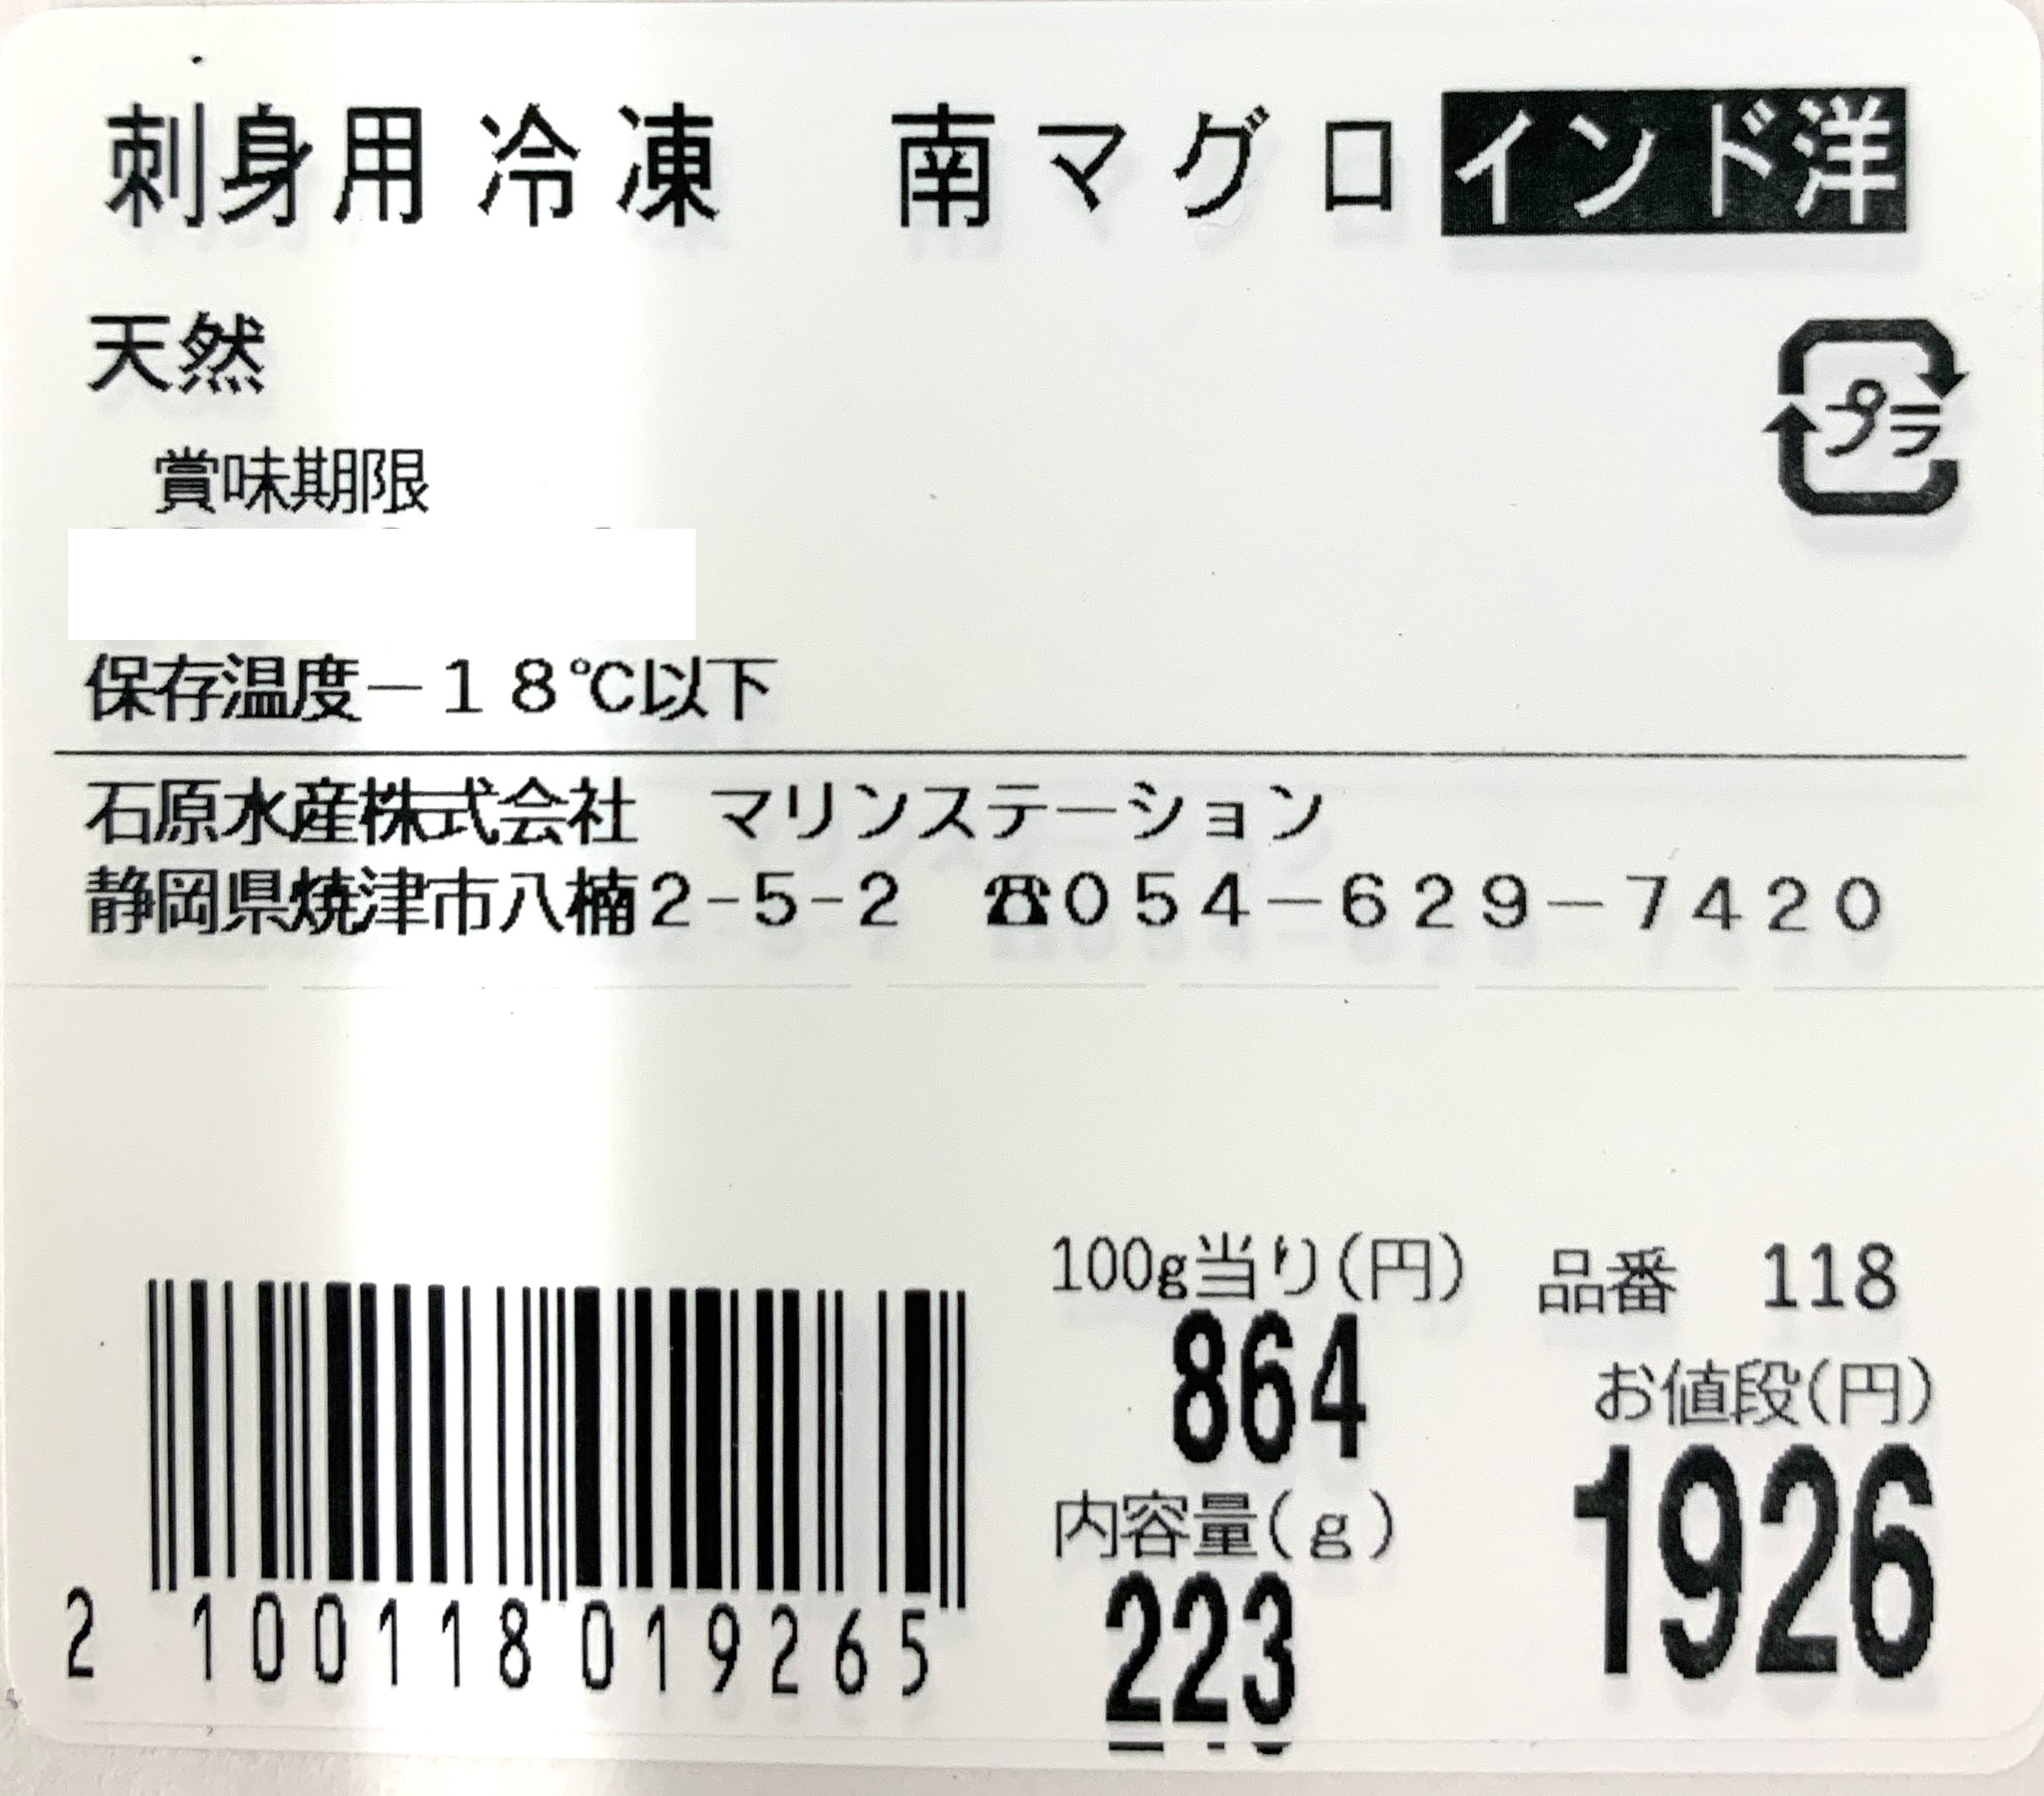 刺身用 冷凍　南マグロ インド洋
天然
プラ
賞味期限
保存温度－１８℃以下
石原水産株式会社　マリンステーション
静岡県焼津市八楠2-5-2　☎０５４－６２９－７４２０
100g当り(円)　品番　118
864
お値段(円)
1926
内容量(g)
223
2 100118 019265